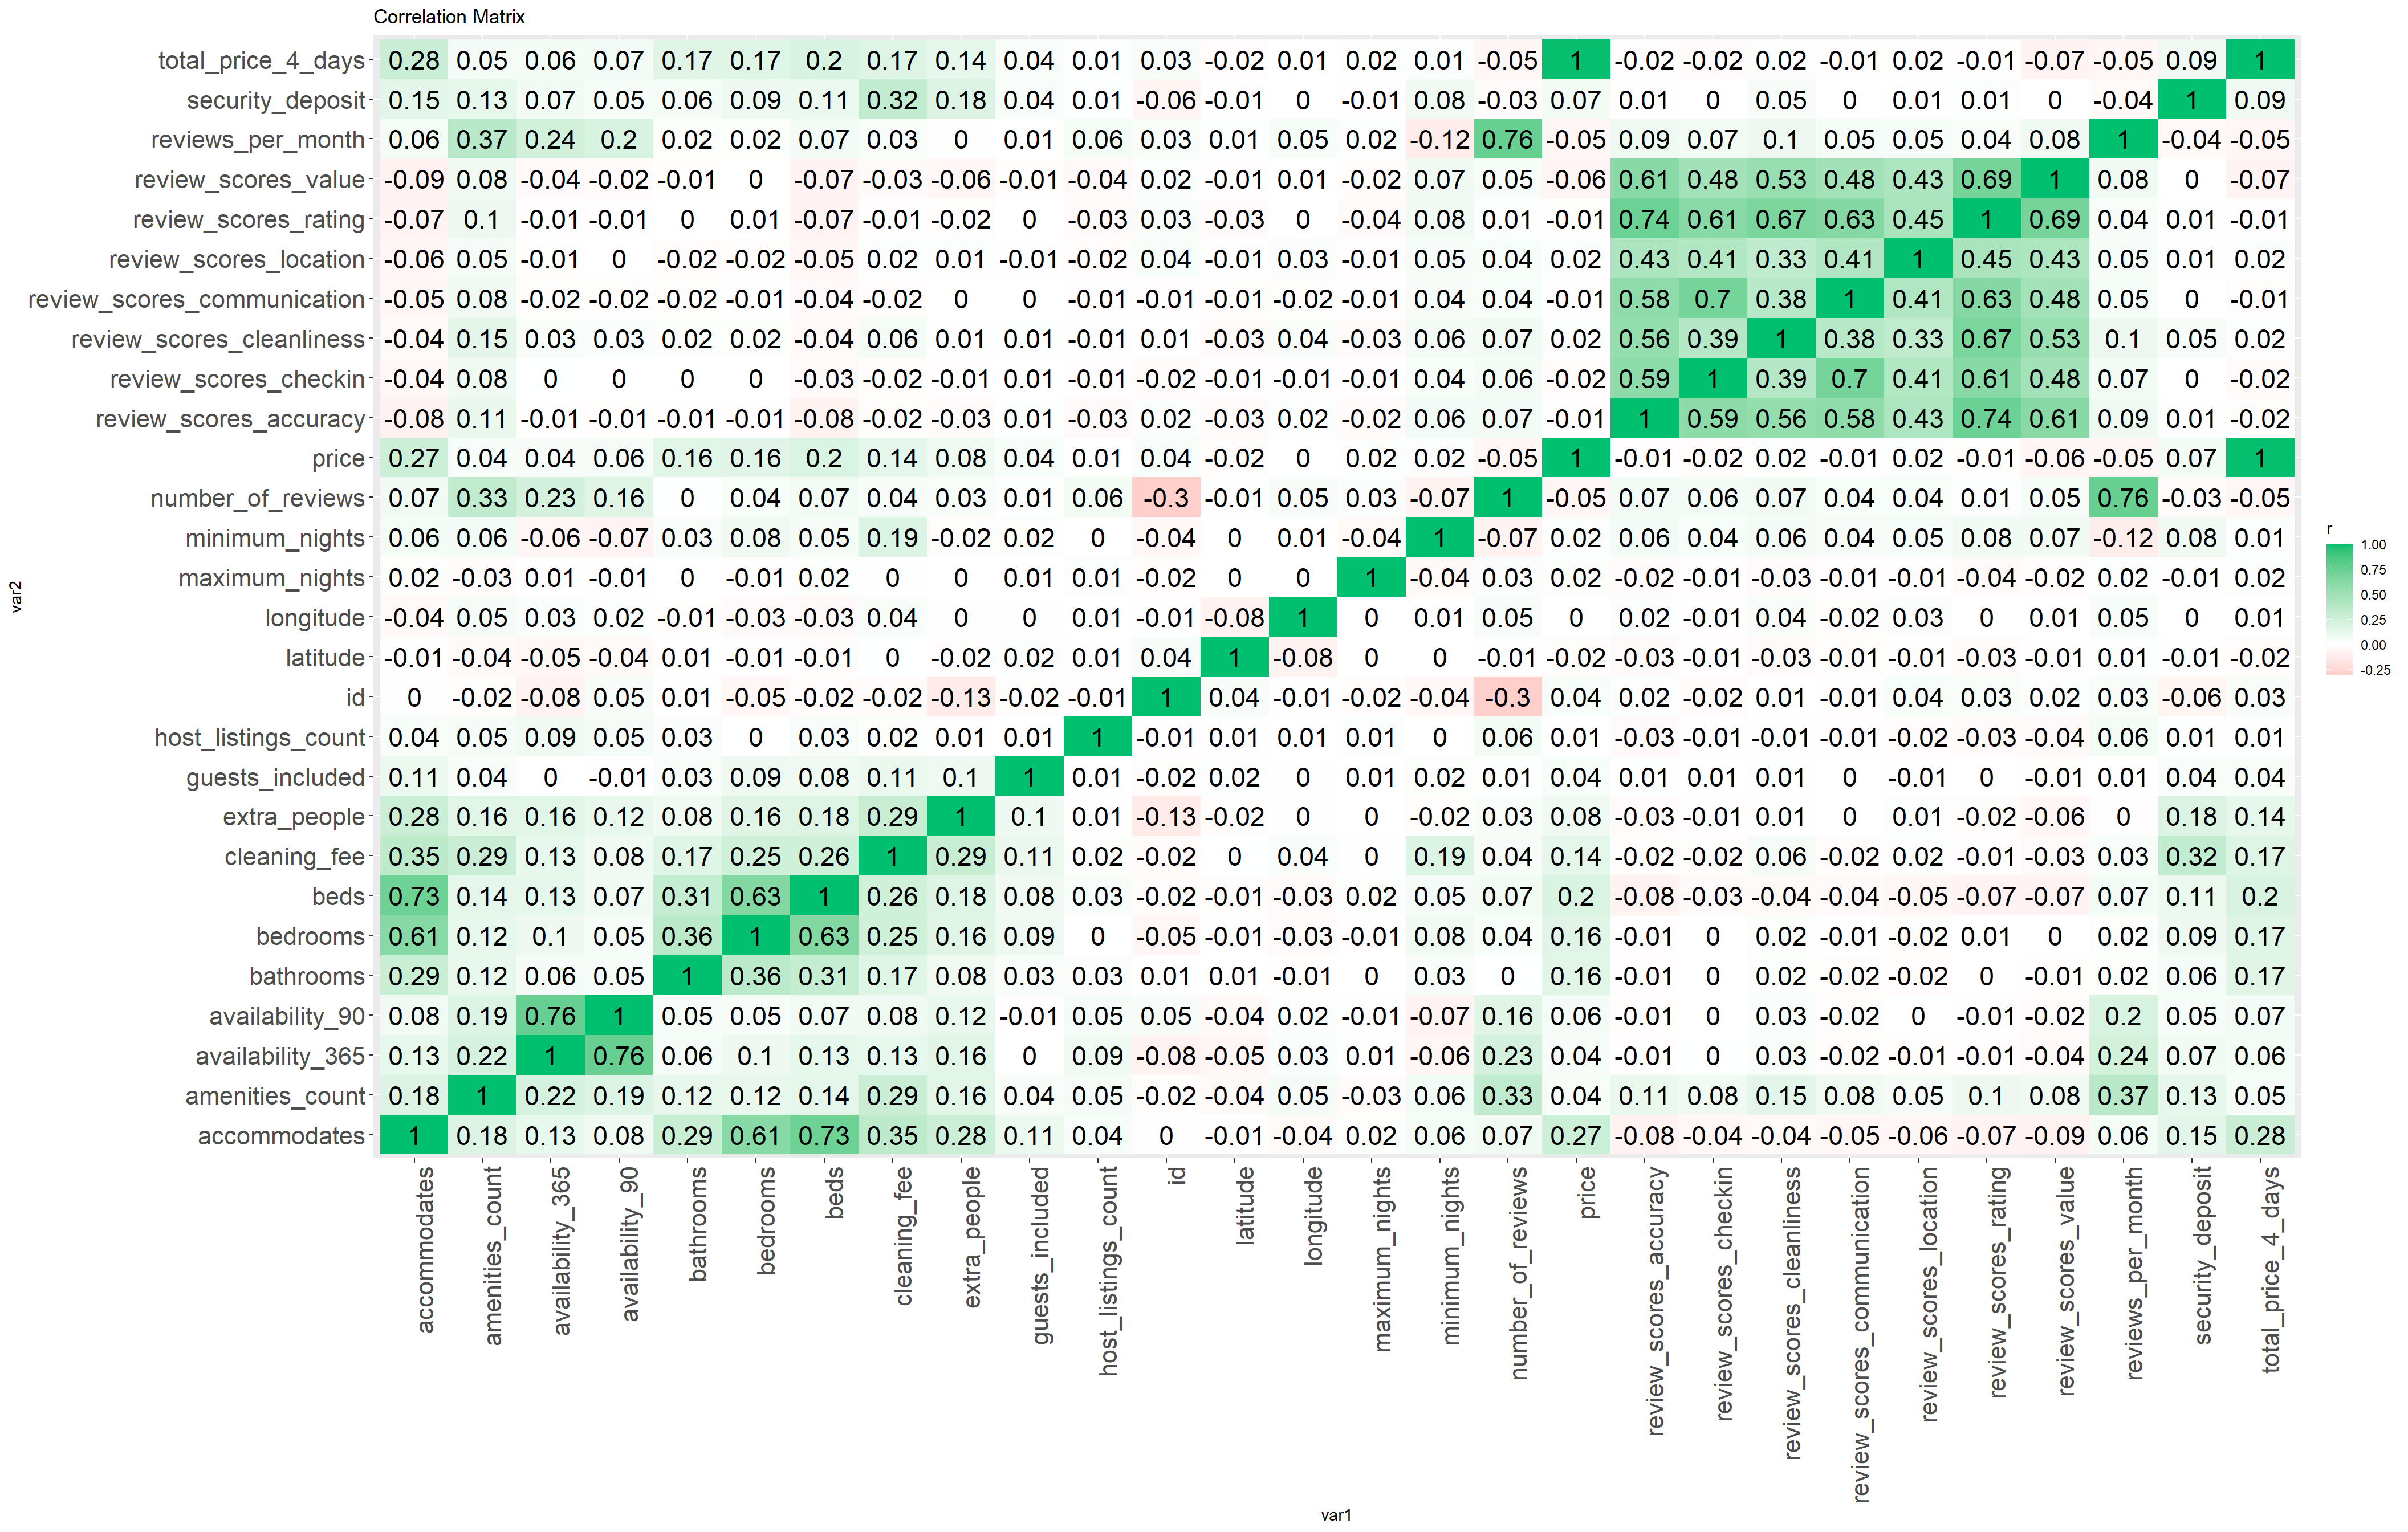 Correlation Matrix
total_price_4_days 0.28 0.05 0.06 0.07 0.17 0.17 0.2 0.17 0.14 0.04 0.01 0.03 -0.02 0.01 0.02 0.01 -0.05 1 -0.02 -0.02 0.02 -0.01 0.02 -0.01 -0.07 -0.05 0.09 1
security_deposit 0.15 0.13 0.07 0.05 0.06 0.09 0.11 0.32 0.18 0.04 0.01 -0.06 -0.01 0 -0.01 0.08 -0.03 0.07 0.01 0 0.05 0 0.01 0.01 0 -0.04 1 0.09
reviews_per_month 0.06 0.37 0.24 0.2 0.02 0.02 0.07 0.03 0 0.01 0.06 0.03 0.01 0.05 0.02 -0.12 0.76 -0.05 0.09 0.07 0.1 0.05 0.05 0.04 0.08 1 -0.04 -0.05
review_scores_value -0.09 0.08 -0.04 -0.02 -0.01 0 -0.07 -0.03 -0.06 -0.01 -0.04 0.02 -0.01 0.01 -0.02 0.07 0.05 -0.06 0.61 0.48 0.53 0.48 0.43 0.69 1 0.08 0 -0.07
review_scores_rating -0.07 0.1 -0.01 -0.01 0 0.01 -0.07 -0.01 -0.02 0 -0.03 0.03 -0.03 0 -0.04 0.08 0.01 -0.01 0.74 0.61 0.67 0.63 0.45 1 0.69 0.04 0.01 -0.01
review_scores_location -0.06 0.05 -0.01 0 -0.02 -0.02 -0.05 0.02 0.01 -0.01 -0.02 0.04 -0.01 0.03 -0.01 0.05 0.04 0.02 0.43 0.41 0.33 0.41 1 0.45 0.43 0.05 0.01 0.02
review_scores_communication -0.05 0.08 -0.02 -0.02 -0.02 -0.01 -0.04 -0.02 0 0 -0.01 -0.01 -0.01 -0.02 -0.01 0.04 0.04 -0.01 0.58 0.7 0.38 1 0.41 0.63 0.48 0.05 0 -0.01
review_scores_cleanliness -0.04 0.15 0.03 0.03 0.02 0.02 -0.04 0.06 0.01 0.01 -0.01 0.01 -0.03 0.04 -0.03 0.06 0.07 0.02 0.56 0.39 1 0.38 0.33 0.67 0.53 0.1 0.05 0.02
review_scores_checkin -0.04 0.08 0 0 0 0 -0.03 -0.02 -0.01 0.01 -0.01 -0.02 -0.01 -0.01 -0.01 0.04 0.06 -0.02 0.59 1 0.39 0.7 0.41 0.61 0.48 0.07 0 -0.02
review_scores_accuracy -0.08 0.11 -0.01 -0.01 -0.01 -0.01 -0.08 -0.02 -0.03 0.01 -0.03 0.02 -0.03 0.02 -0.02 0.06 0.07 -0.01 1 0.59 0.56 0.58 0.43 0.74 0.61 0.09 0.01 -0.02
price 0.27 0.04 0.04 0.06 0.16 0.16 0.2 0.14 0.08 0.04 0.01 0.04 -0.02 0 0.02 0.02 -0.05 1 -0.01 -0.02 0.02 -0.01 0.02 -0.01 -0.06 -0.05 0.07 1
number_of_reviews 0.07 0.33 0.23 0.16 0 0.04 0.07 0.04 0.03 0.01 0.06 -0.3 -0.01 0.05 0.03 -0.07 1 -0.05 0.07 0.06 0.07 0.04 0.04 0.01 0.05 0.76 -0.03 -0.05
minimum_nights 0.06 0.06 -0.06 -0.07 0.03 0.08 0.05 0.19 -0.02 0.02 0 -0.04 0 0.01 -0.04 1 -0.07 0.02 0.06 0.04 0.06 0.04 0.05 0.08 0.07 -0.12 0.08 0.01
maximum_nights 0.02 -0.03 0.01 -0.01 0 -0.01 0.02 0 0 0.01 0.01 -0.02 0 0 1 -0.04 0.03 0.02 -0.02 -0.01 -0.03 -0.01 -0.01 -0.04 -0.02 0.02 -0.01 0.02
longitude -0.04 0.05 0.03 0.02 -0.01 -0.03 -0.03 0.04 0 0 0.01 -0.01 -0.08 1 0 0.01 0.05 0 0.02 -0.01 0.04 -0.02 0.03 0 0.01 0.05 0 0.01
latitude -0.01 -0.04 -0.05 -0.04 0.01 -0.01 -0.01 0 -0.02 0.02 0.01 0.04 1 -0.08 0 0 -0.01 -0.02 -0.03 -0.01 -0.03 -0.01 -0.01 -0.03 -0.01 0.01 -0.01 -0.02
id 0 -0.02 -0.08 0.05 0.01 -0.05 -0.02 -0.02 -0.13 -0.02 -0.01 1 0.04 -0.01 -0.02 -0.04 -0.3 0.04 0.02 -0.02 0.01 -0.01 0.04 0.03 0.02 0.03 -0.06 0.03
host_listings_count 0.04 0.05 0.09 0.05 0.03 0 0.03 0.02 0.01 0.01 1 -0.01 0.01 0.01 0.01 0 0.06 0.01 -0.03 -0.01 -0.01 -0.01 -0.02 -0.03 -0.04 0.06 0.01 0.01
guests_included 0.11 0.04 0 -0.01 0.03 0.09 0.08 0.11 0.1 1 0.01 -0.02 0.02 0 0.01 0.02 0.01 0.04 0.01 0.01 0.01 0 -0.01 0 -0.01 0.01 0.04 0.04
extra_people 0.28 0.16 0.16 0.12 0.08 0.16 0.18 0.29 1 0.1 0.01 -0.13 -0.02 0 0 -0.02 0.03 0.08 -0.03 -0.01 0.01 0 0.01 -0.02 -0.06 0 0.18 0.14
cleaning_fee 0.35 0.29 0.13 0.08 0.17 0.25 0.26 1 0.29 0.11 0.02 -0.02 0 0.04 0 0.19 0.04 0.14 -0.02 -0.02 0.06 -0.02 0.02 -0.01 -0.03 0.03 0.32 0.17
beds 0.73 0.14 0.13 0.07 0.31 0.63 1 0.26 0.18 0.08 0.03 -0.02 -0.01 -0.03 0.02 0.05 0.07 0.2 -0.08 -0.03 -0.04 -0.04 -0.05 -0.07 -0.07 0.07 0.11 0.2
bedrooms 0.61 0.12 0.1 0.05 0.36 1 0.63 0.25 0.16 0.09 0 -0.05 -0.01 -0.03 -0.01 0.08 0.04 0.16 -0.01 0 0.02 -0.01 -0.02 0.01 0 0.02 0.09 0.17
bathrooms 0.29 0.12 0.06 0.05 1 0.36 0.31 0.17 0.08 0.03 0.03 0.01 0.01 -0.01 0 0.03 0 0.16 -0.01 0 0.02 -0.02 -0.02 0 -0.01 0.02 0.06 0.17
availability_90 0.08 0.19 0.76 1 0.05 0.05 0.07 0.08 0.12 -0.01 0.05 0.05 -0.04 0.02 -0.01 -0.07 0.16 0.06 -0.01 0 0.03 -0.02 0 -0.01 -0.02 0.2 0.05 0.07
availability_365 0.13 0.22 1 0.76 0.06 0.1 0.13 0.13 0.16 0 0.09 -0.08 -0.05 0.03 0.01 -0.06 0.23 0.04 -0.01 0 0.03 -0.02 -0.01 -0.01 -0.04 0.24 0.07 0.06
amenities_count 0.18 1 0.22 0.19 0.12 0.12 0.14 0.29 0.16 0.04 0.05 -0.02 -0.04 0.05 -0.03 0.06 0.33 0.04 0.11 0.08 0.15 0.08 0.05 0.1 0.08 0.37 0.13 0.05
accommodates 1 0.18 0.13 0.08 0.29 0.61 0.73 0.35 0.28 0.11 0.04 0 -0.01 -0.04 0.02 0.06 0.07 0.27 -0.08 -0.04 -0.04 -0.05 -0.06 -0.07 -0.09 0.06 0.15 0.28
var2
accommodates
amenities_count
availability_365
availability_90
bathrooms
bedrooms
beds
cleaning_fee
extra_people
guests_included
host_listings_count
id
latitude
longitude
maximum_nights
minimum_nights
number_of_reviews
price
review_scores_accuracy
review_scores_checkin
review_scores_cleanliness
review_scores_communication
review_scores_location
review_scores_rating
review_scores_value
reviews_per_month
security_deposit
total_price_4_days
var1
r
1.00
0.75
0.50
0.25
0.00
-0.25